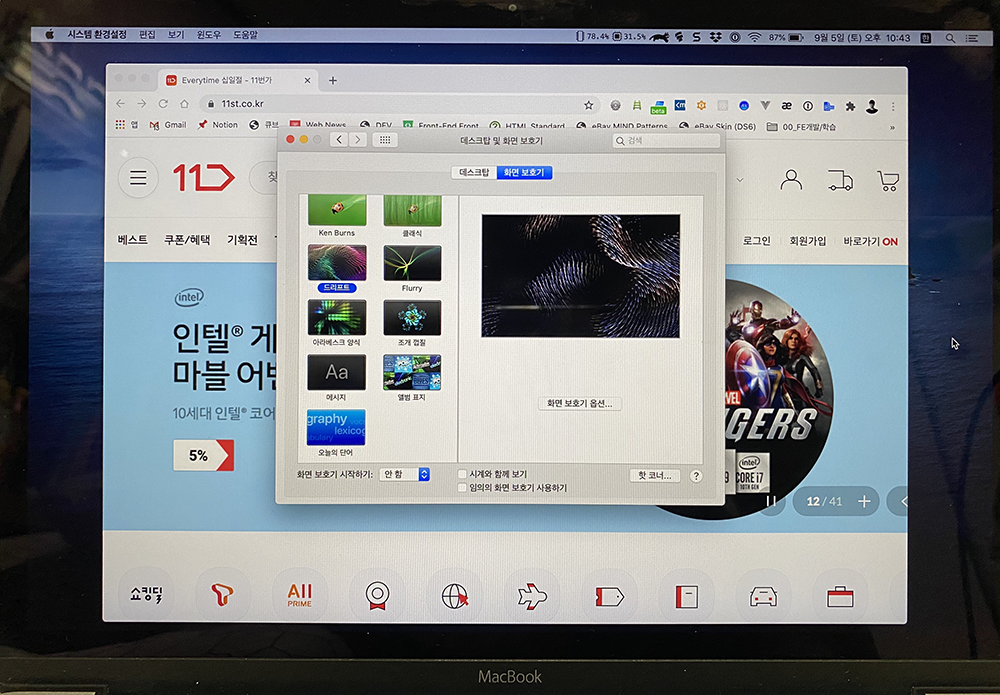 시스템 환경설정 편집 보기 윈도우 도움말 78.4% 31.5% 87% 9월 5일 (토) 오후 10:43 한
Everytime 십일절 - 11번가
11st.co.kr
앱 Gmail Notion 큐브 Web News DEV Front-End Front HTML Standard eBay MIND Patterns eBay Skin (DS6) 00_FE개발/학습
데스크탑 및 화면 보호기 검색
데스크탑 화면 보호기
11 찾
베스트 쿠폰/혜택 기획전 로그인 회원가입 바로가기 ON
Ken Burns 클래식
드리프트 Flurry
아라베스크 양식 조개 껍질
Aa
메시지 앨범 표지
graphy
lexicog
vocabulary
오늘의 단어
화면 보호기 옵션...
화면 보호기 시작하기: 안 함 시계와 함께 보기 핫 코너... ?
임의의 화면 보호기 사용하기
intel
인텔® 게
마블 어벤
10세대 인텔® 코어
5%
MARVEL
AVENGERS
intel
CORE i7
10TH GEN
12 / 41
쇼킹딜
All
PRIME
MacBook